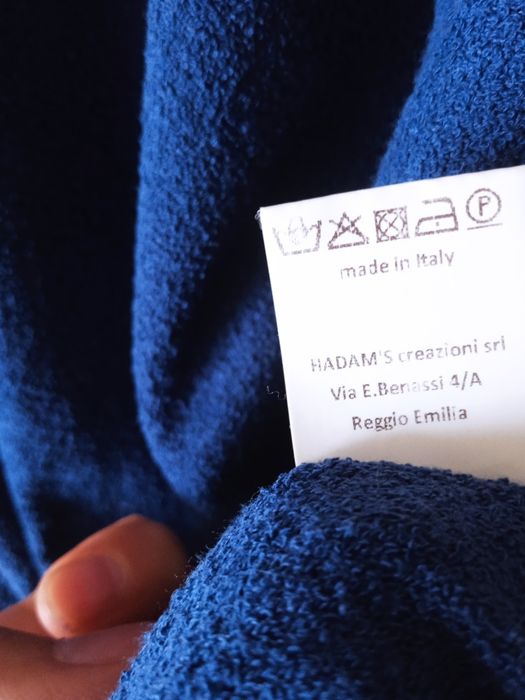 P
made in Italy
HADAM'S creazioni srl
Via E.Benassi 4/A
Reggio Emilia